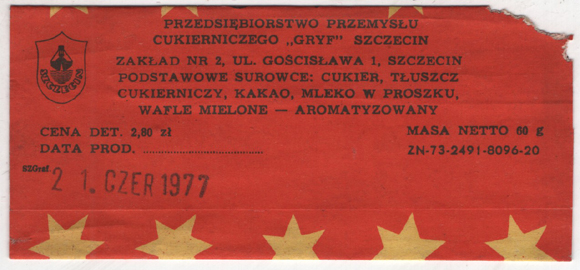 PRZEDSIĘBIORSTWO PRZEMYSŁU
CUKIERNICZEGO „GRYF" SZCZECIN
ZAKŁAD NR 2, UL. GOŚCISŁAWA 1, SZCZECIN
PODSTAWOWE SUROWCE: CUKIER, TŁUSZCZ
CUKIERNICZY, KAKAO, MLEKO W PROSZKU,
WAFLE MIELONE — AROMATYZOWANY
CENA DET. 2,80 zł
MASA NETTO 60 g
DATA PROD. ..............................
ZN-73-2491-8096-20
SZGraf.
2 1. CZER 1977